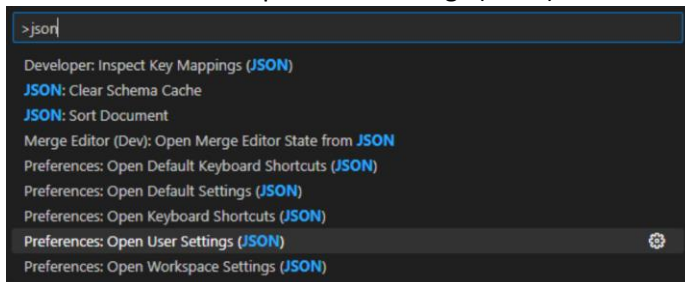 >json
Developer: Inspect Key Mappings (JSON)
JSON: Clear Schema Cache
JSON: Sort Document
Merge Editor (Dev): Open Merge Editor State from JSON
Preferences: Open Default Keyboard Shortcuts (JSON)
Preferences: Open Default Settings (JSON)
Preferences: Open Keyboard Shortcuts (JSON)
Preferences: Open User Settings (JSON)
Preferences: Open Workspace Settings (JSON)